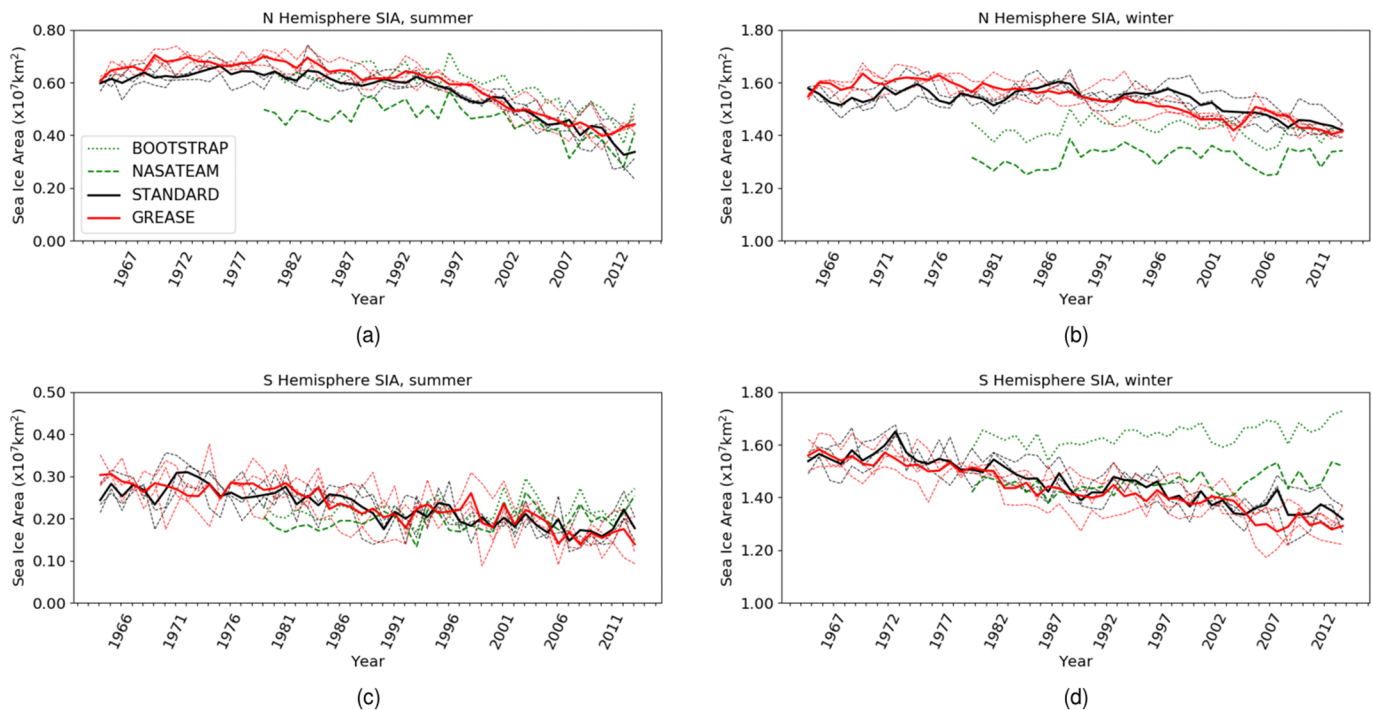 N Hemisphere SIA, summer
Sea Ice Area (x10⁷km²)
0.80
0.60
0.40
0.20
0.00
BOOTSTRAP
NASATEAM
STANDARD
GREASE
1967 1972 1977 1982 1987 1992 1997 2002 2007 2012
Year
(a)
N Hemisphere SIA, winter
Sea Ice Area (x10⁷km²)
1.80
1.60
1.40
1.20
1.00
1966 1971 1976 1981 1986 1991 1996 2001 2006 2011
Year
(b)
S Hemisphere SIA, summer
Sea Ice Area (x10⁷km²)
0.50
0.40
0.30
0.20
0.10
0.00
1966 1971 1976 1981 1986 1991 1996 2001 2006 2011
Year
(c)
S Hemisphere SIA, winter
Sea Ice Area (x10⁷km²)
1.80
1.60
1.40
1.20
1.00
1967 1972 1977 1982 1987 1992 1997 2002 2007 2012
Year
(d)